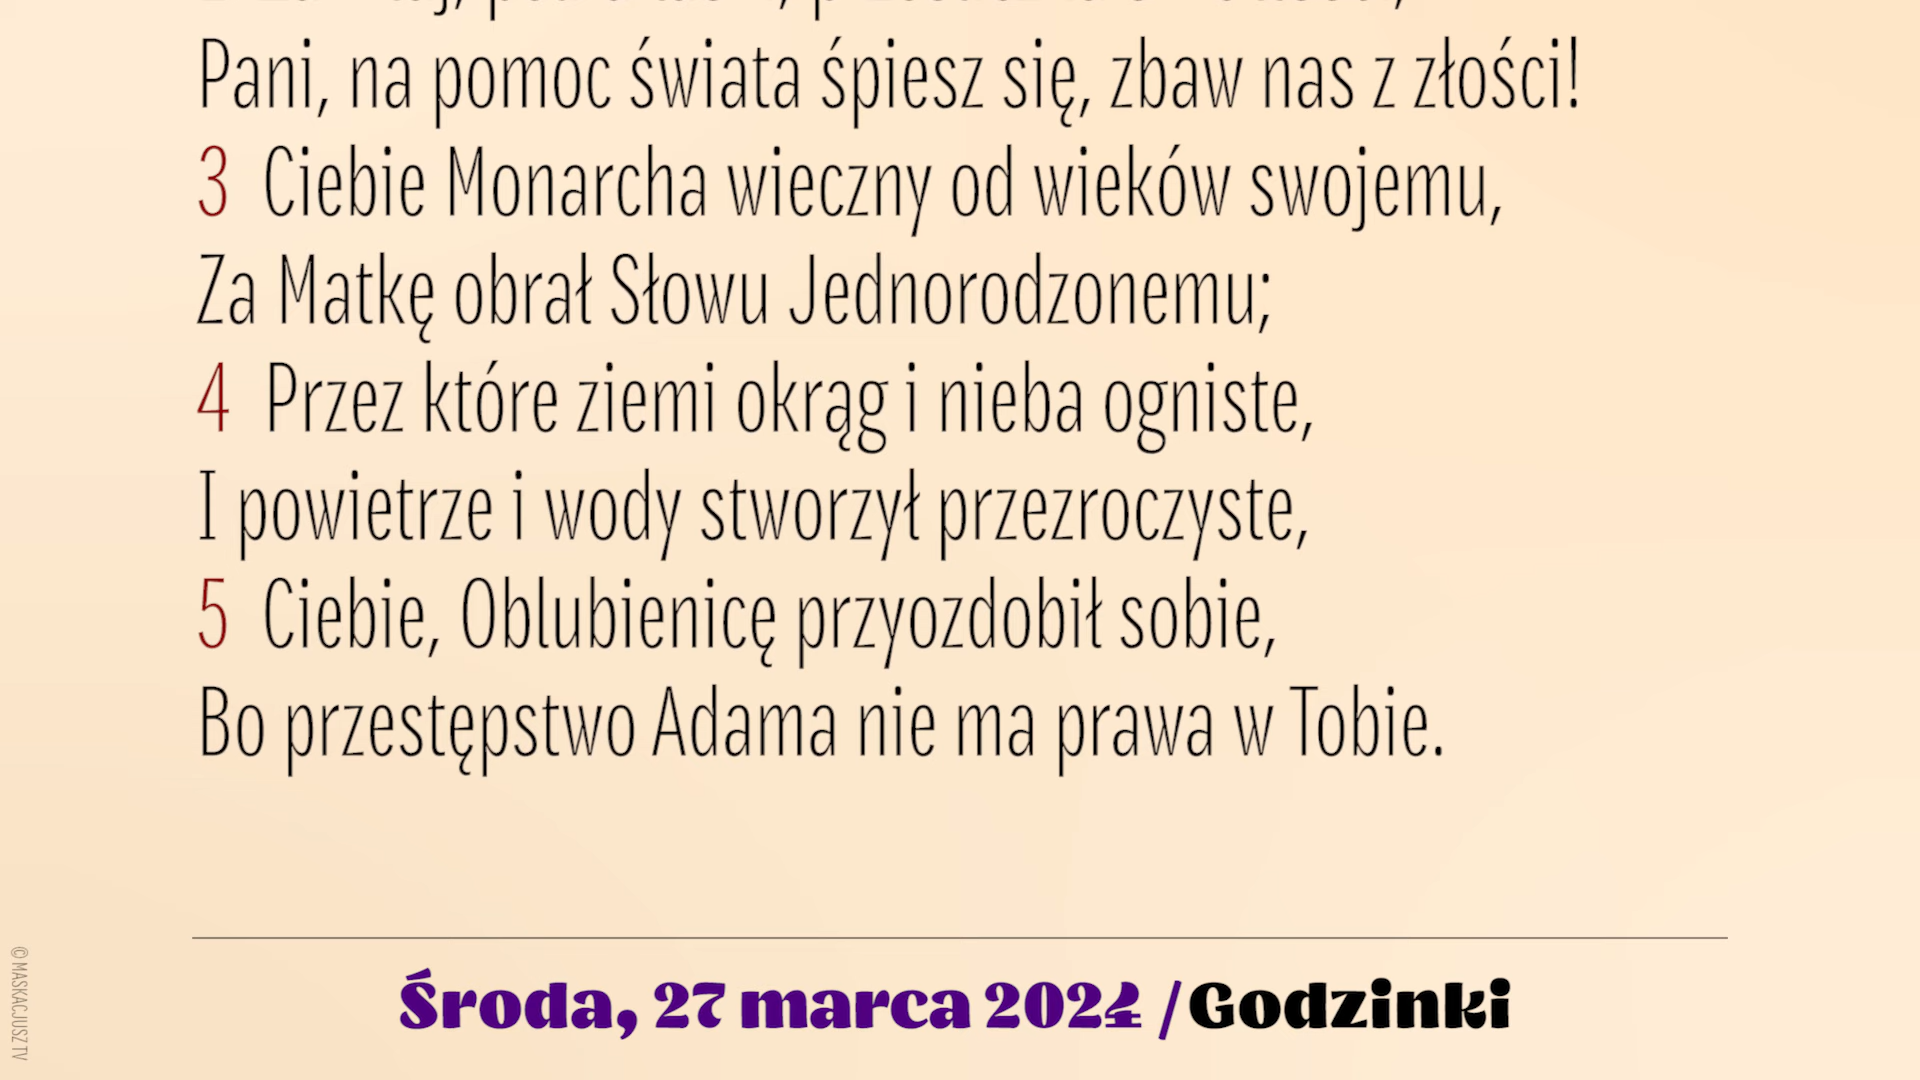 Pani, na pomoc świata śpiesz się, zbaw nas z złości!
3 Ciebie Monarcha wieczny od wieków swojemu,
Za Matkę obrał Słowu Jednorodzonemu;
4 Przez które ziemi okrąg i nieba ogniste,
I powietrze i wody stworzył przezroczyste,
5 Ciebie, Oblubienicę przyozdobił sobie,
Bo przestępstwo Adama nie ma prawa w Tobie.
Środa, 27 marca 2024 / Godzinki
© MASKACJUSZ TV